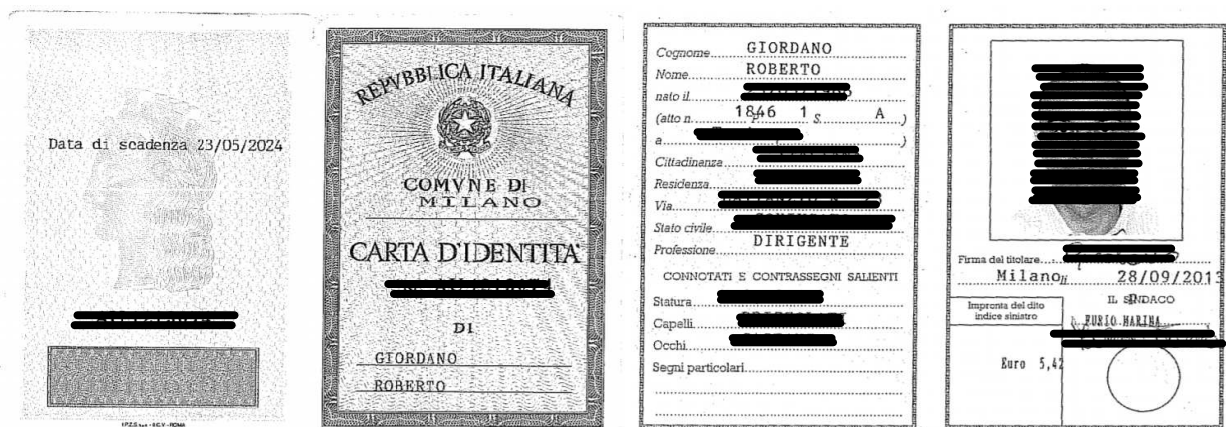 Data di scadenza 23/05/2024
I.P.Z.S. S.p.A. - O.C.V. - ROMA
REPVBBLICA ITALIANA
COMVNE DI
MILANO
CARTA D'IDENTITA'
DI
GIORDANO
ROBERTO
Cognome GIORDANO
Nome ROBERTO
nato il
(atto n. 1846 P 1 S A )
a )
Cittadinanza
Residenza
Via
Stato civile
Professione DIRIGENTE
CONNOTATI E CONTRASSEGNI SALIENTI
Statura
Capelli
Occhi
Segni particolari
Firma del titolare
Milano li 28/09/2013
Impronta del dito
indice sinistro
IL SINDACO
FURIO MARINA
Euro 5,42